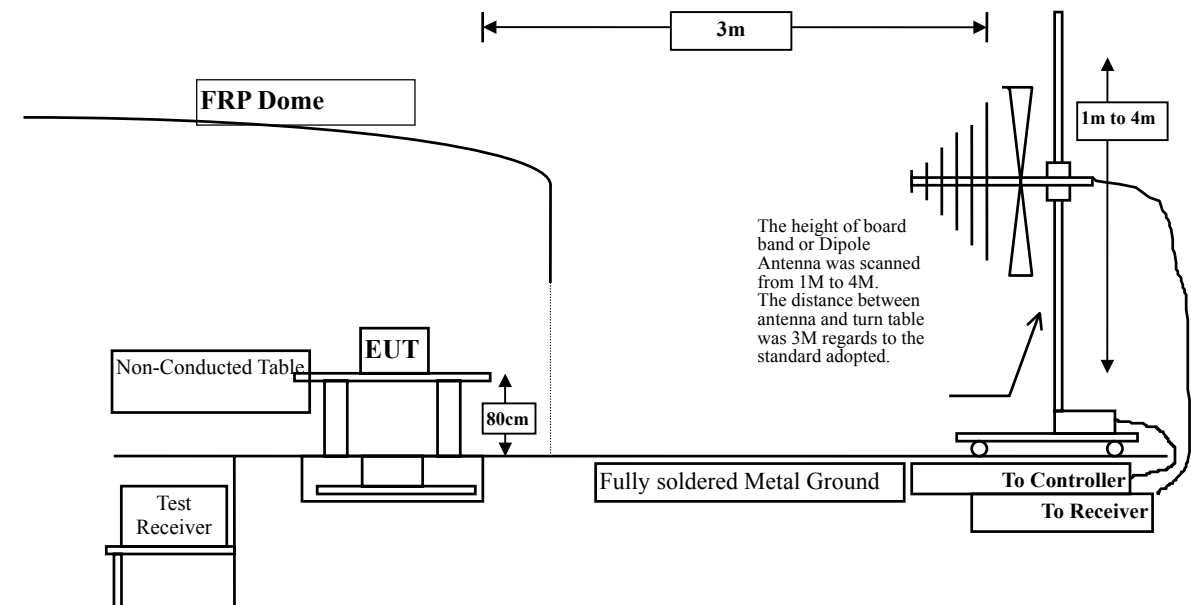 3m
FRP Dome
1m to 4m
The height of board
band or Dipole
Antenna was scanned
from 1M to 4M.
The distance between
antenna and turn table
was 3M regards to the
standard adopted.
EUT
Non-Conducted Table
80cm
Fully soldered Metal Ground
To Controller
To Receiver
Test
Receiver